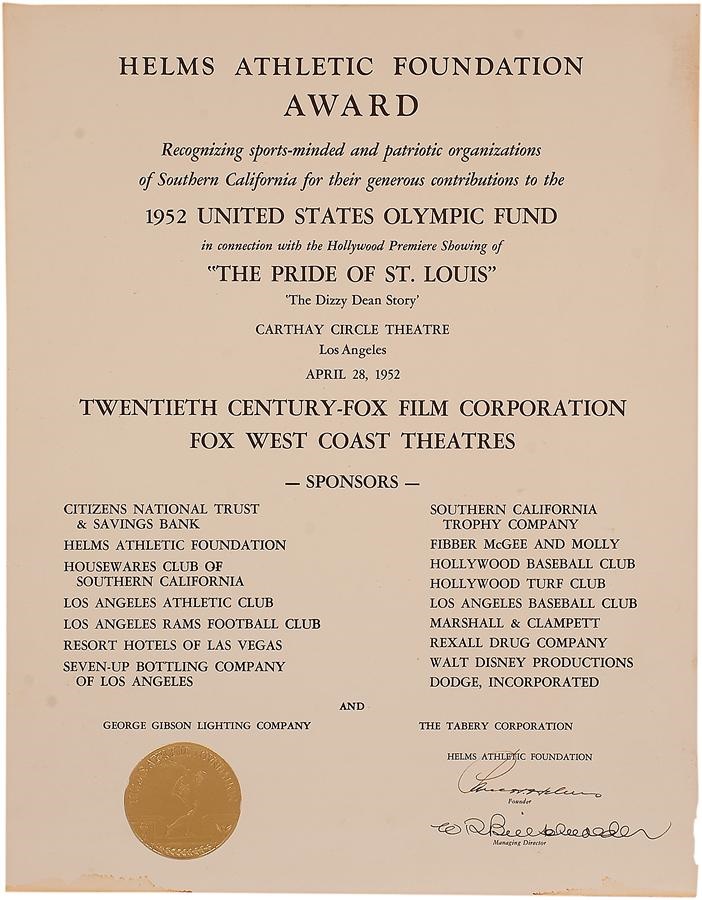 HELMS ATHLETIC FOUNDATION
AWARD
Recognizing sports-minded and patriotic organizations
of Southern California for their generous contributions to the
1952 UNITED STATES OLYMPIC FUND
in connection with the Hollywood Premiere Showing of
"THE PRIDE OF ST. LOUIS"
'The Dizzy Dean Story'
CARTHAY CIRCLE THEATRE
Los Angeles
APRIL 28, 1952
TWENTIETH CENTURY-FOX FILM CORPORATION
FOX WEST COAST THEATRES
— SPONSORS —
CITIZENS NATIONAL TRUST
& SAVINGS BANK
HELMS ATHLETIC FOUNDATION
HOUSEWARES CLUB OF
SOUTHERN CALIFORNIA
LOS ANGELES ATHLETIC CLUB
LOS ANGELES RAMS FOOTBALL CLUB
RESORT HOTELS OF LAS VEGAS
SEVEN-UP BOTTLING COMPANY
OF LOS ANGELES
SOUTHERN CALIFORNIA
TROPHY COMPANY
FIBBER McGEE AND MOLLY
HOLLYWOOD BASEBALL CLUB
HOLLYWOOD TURF CLUB
LOS ANGELES BASEBALL CLUB
MARSHALL & CLAMPETT
REXALL DRUG COMPANY
WALT DISNEY PRODUCTIONS
DODGE, INCORPORATED
AND
GEORGE GIBSON LIGHTING COMPANY
THE TABERY CORPORATION
HELMS ATHLETIC FOUNDATION
HELMS ATHLETIC FOUNDATION
Founder
W R Bill Schroeder
Managing Director